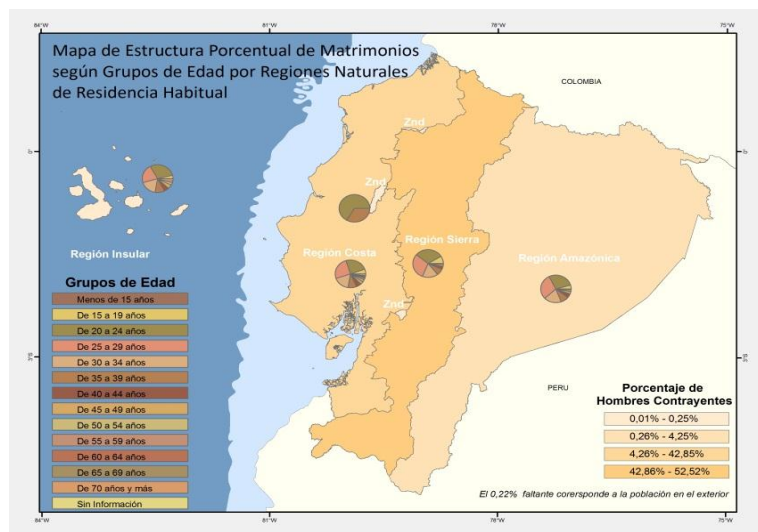 84°W
81°W
78°W
75°W
Mapa de Estructura Porcentual de Matrimonios
según Grupos de Edad por Regiones Naturales
de Residencia Habitual
COLOMBIA
Znd
0°
0°
Znd
Región Insular
Región Costa
Región Sierra
Región Amazónica
Znd
Grupos de Edad
Menos de 15 años
De 15 a 19 años
De 20 a 24 años
De 25 a 29 años
De 30 a 34 años
De 35 a 39 años
De 40 a 44 años
De 45 a 49 años
De 50 a 54 años
De 55 a 59 años
De 60 a 64 años
De 65 a 69 años
De 70 años y más
Sin Información
3°S
3°S
PERU
Porcentaje de
Hombres Contrayentes
0,01% - 0,25%
0,26% - 4,25%
4,26% - 42,85%
42,86% - 52,52%
El 0,22% faltante coresponde a la población en el exterior
84°W
81°W
78°W
75°W